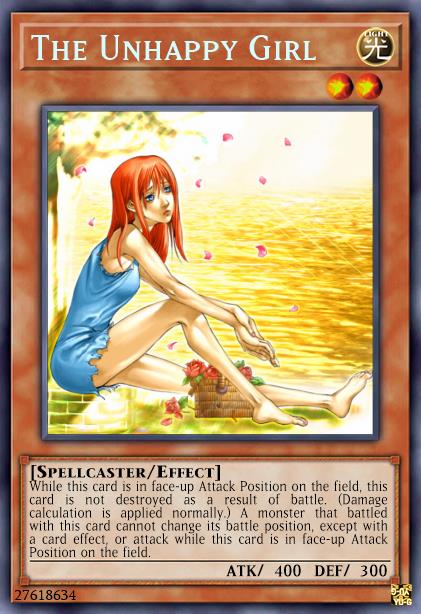 The Unhappy Girl
LIGHT
光
[Spellcaster/Effect]
While this card is in face-up Attack Position on the field, this
card is not destroyed as a result of battle. (Damage
calculation is applied normally.) A monster that battled
with this card cannot change its battle position, except with
a card effect, or attack while this card is in face-up Attack
Position on the field.
ATK/ 400 DEF/ 300
27618634